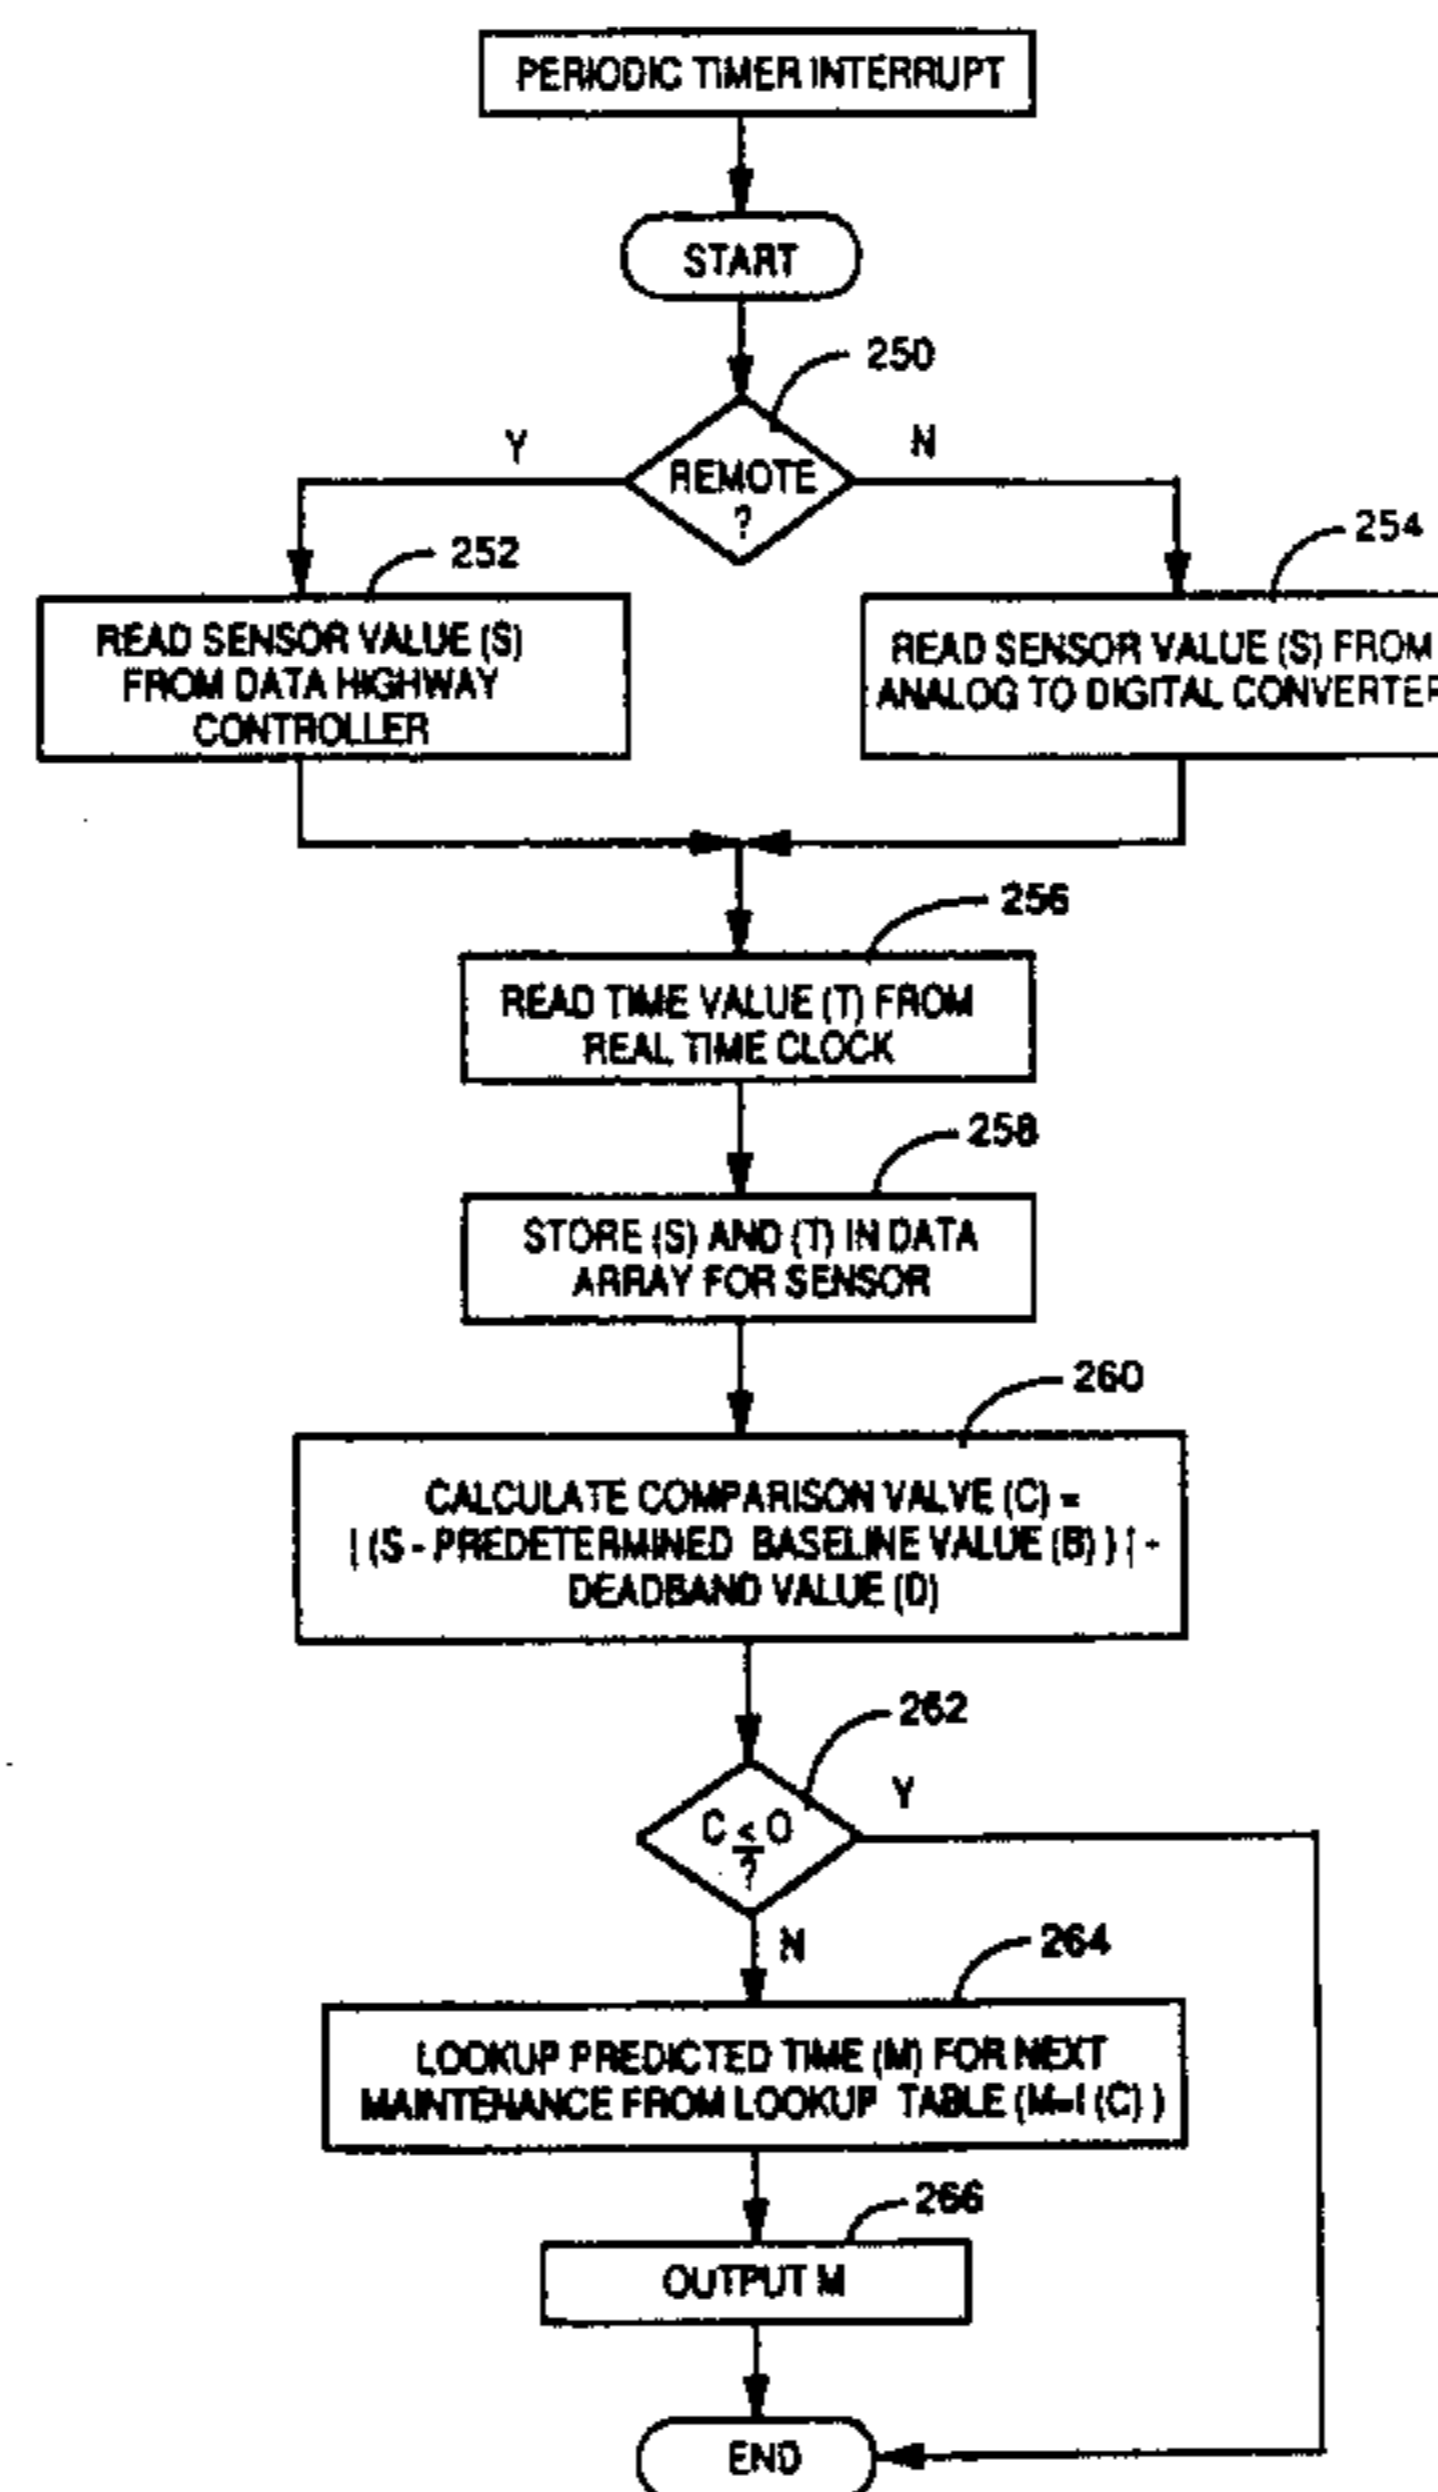 PERIODIC TIMER INTERRUPT
START
250
Y
REMOTE
?
N
252
READ SENSOR VALUE (S)
FROM DATA HIGHWAY
CONTROLLER
254
READ SENSOR VALUE (S) FROM
ANALOG TO DIGITAL CONVERTER
256
READ TIME VALUE (T) FROM
REAL TIME CLOCK
258
STORE (S) AND (T) IN DATA
ARRAY FOR SENSOR
260
CALCULATE COMPARISON VALVE (C) =
| (S - PREDETERMINED BASELINE VALUE (B) ) | -
DEADBAND VALUE (D)
262
C ≤ O
?
Y
N
264
LOOKUP PREDICTED TIME (M) FOR NEXT
MAINTENANCE FROM LOOKUP TABLE (M=I (C) )
266
OUTPUT M
END